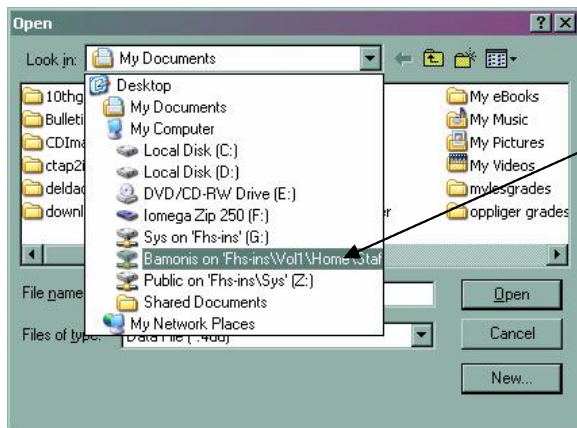 Open
Look in: My Documents
Desktop
My Documents
My Computer
Local Disk (C:)
Local Disk (D:)
DVD/CD-RW Drive (E:)
Iomega Zip 250 (F:)
Sys on 'Fhs-ins' (G:)
Bamonis on 'Fhs-ins\Vol1\Home\Staf
Public on 'Fhs-ins\Sys' (Z:)
Shared Documents
My Network Places
10thg
Bulleti
CDIma
ctap2i
deldac
downl
er
My eBooks
My Music
My Pictures
My Videos
mylesgrades
oppliger grades
File name
Open
Files of type:
Cancel
New...